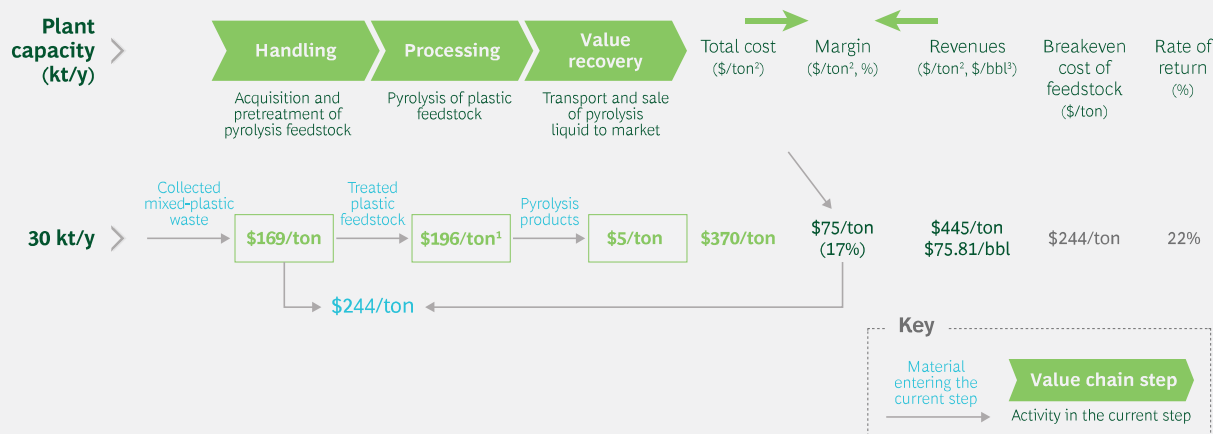 Plant
capacity
(kt/y)
Handling
Processing
Value
recovery
Total cost
($/ton²)
Margin
($/ton², %)
Revenues
($/ton², $/bbl³)
Breakeven
cost of
feedstock
($/ton)
Rate of
return
(%)
Acquisition and
pretreatment of
pyrolysis feedstock
Pyrolysis of plastic
feedstock
Transport and sale
of pyrolysis
liquid to market
30 kt/y
Collected
mixed-plastic
waste
$169/ton
Treated
plastic
feedstock
$196/ton¹
Pyrolysis
products
$5/ton
$370/ton
$75/ton
(17%)
$445/ton
$75.81/bbl
$244/ton
22%
$244/ton
Key
Material
entering the
current step
Value chain step
Activity in the current step